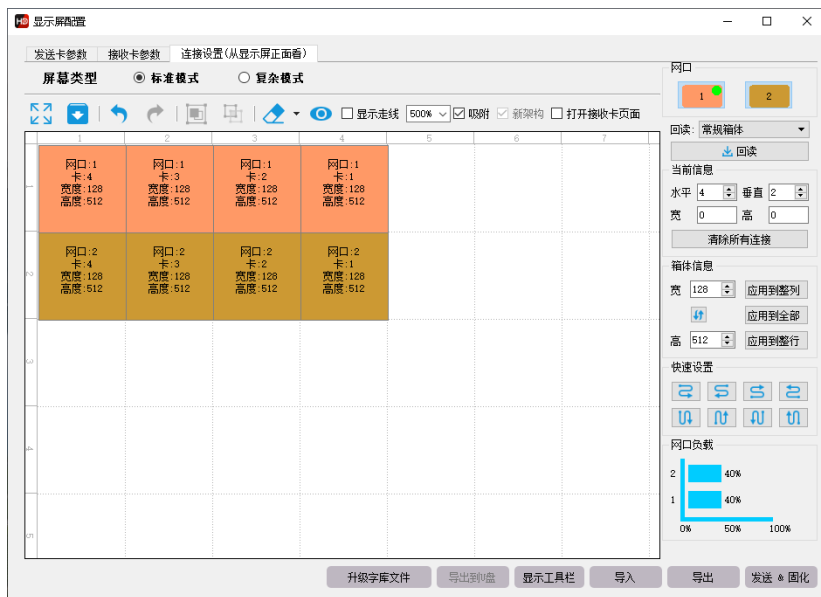 HD 显示屏配置
发送卡参数 接收卡参数 连接设置(从显示屏正面看)
屏幕类型 标准模式 复杂模式
显示走线 500% 吸附 新架构 打开接收卡页面
1 2 3 4 5 6 7
1
网口:1 网口:1 网口:1 网口:1
卡:4 卡:3 卡:2 卡:1
宽度:128 宽度:128 宽度:128 宽度:128
高度:512 高度:512 高度:512 高度:512
2
网口:2 网口:2 网口:2 网口:2
卡:4 卡:3 卡:2 卡:1
宽度:128 宽度:128 宽度:128 宽度:128
高度:512 高度:512 高度:512 高度:512
3
4
5
网口
1 2
回读: 常规箱体
回读
当前信息
水平 4 垂直 2
宽 0 高 0
清除所有连接
箱体信息
宽 128 应用到整列
应用到全部
高 512 应用到整行
快速设置
网口负载
2 40%
1 40%
0% 50% 100%
升级字库文件 导出到U盘 显示工具栏 导入 导出 发送 & 固化